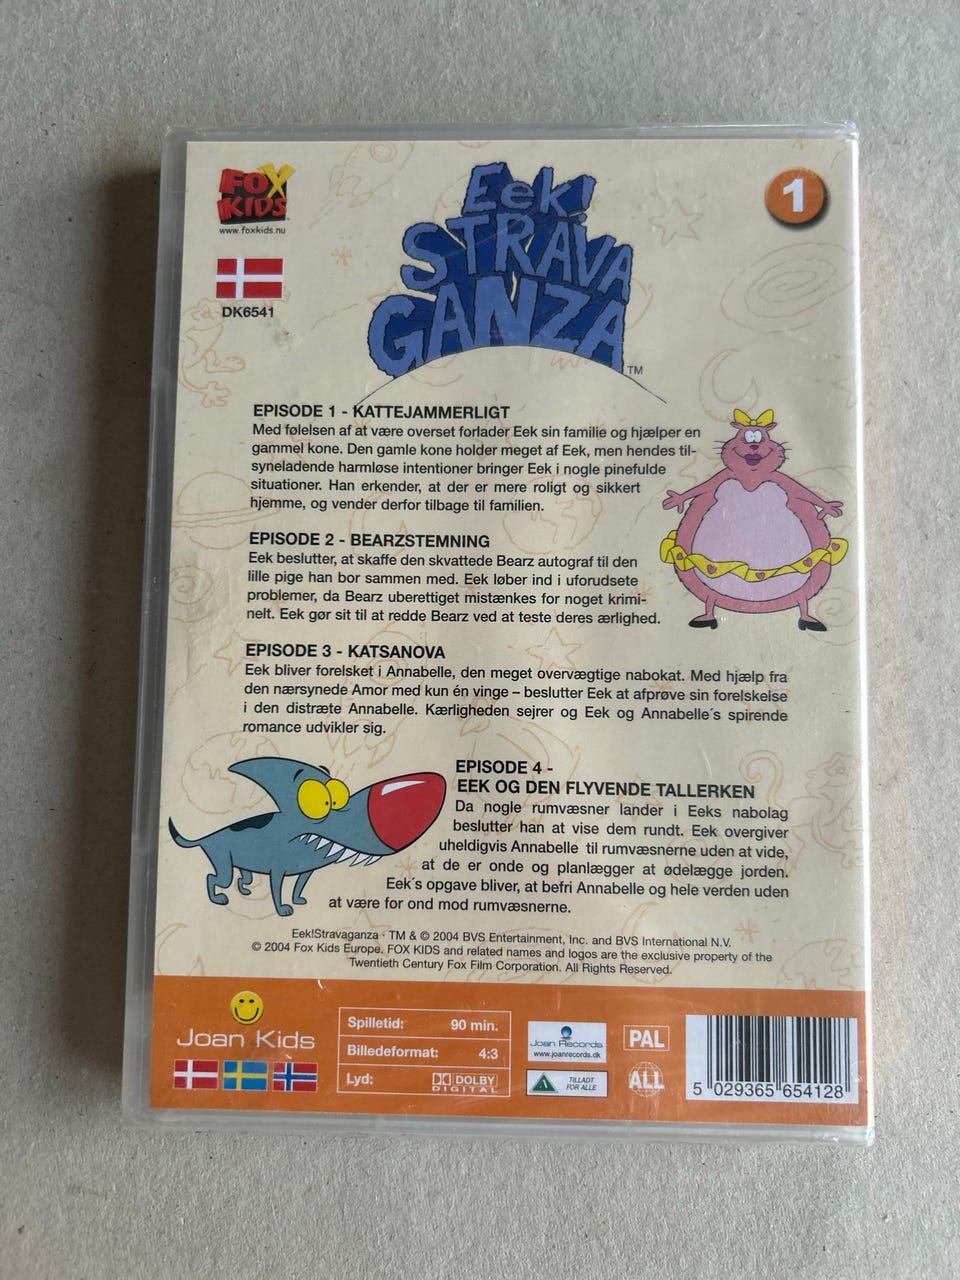 FOX
KIDS
www.foxkids.nu
DK6541
Eek!
STRAVA
GANZA
TM
1
EPISODE 1 - KATTEJAMMERLIGT
Med følelsen af at være overset forlader Eek sin familie og hjælper en
gammel kone. Den gamle kone holder meget af Eek, men hendes til-
syneladende harmløse intentioner bringer Eek i nogle pinefulde
situationer. Han erkender, at der er mere roligt og sikkert
hjemme, og vender derfor tilbage til familien.
EPISODE 2 - BEARZSTEMNING
Eek beslutter, at skaffe den skvattede Bearz autograf til den
lille pige han bor sammen med. Eek løber ind i uforudsete
problemer, da Bearz uberettiget mistænkes for noget krimi-
nelt. Eek gør sit til at redde Bearz ved at teste deres ærlighed.
EPISODE 3 - KATSANOVA
Eek bliver forelsket i Annabelle, den meget overvægtige nabokat. Med hjælp fra
den nærsynede Amor med kun én vinge – beslutter Eek at afprøve sin forelskelse
i den distræte Annabelle. Kærligheden sejrer og Eek og Annabelle´s spirende
romance udvikler sig.
EPISODE 4 -
EEK OG DEN FLYVENDE TALLERKEN
Da nogle rumvæsner lander i Eeks nabolag
beslutter han at vise dem rundt. Eek overgiver
uheldigvis Annabelle til rumvæsnerne uden at vide,
at de er onde og planlægger at ødelægge jorden.
Eek´s opgave bliver, at befri Annabelle og hele verden uden
at være for ond mod rumvæsnerne.
Eek!Stravaganza · TM & © 2004 BVS Entertainment, Inc. and BVS International N.V.
© 2004 Fox Kids Europe. FOX KIDS and related names and logos are the exclusive property of the
Twentieth Century Fox Film Corporation. All Rights Reserved.
Joan Kids
Spilletid: 90 min.
Billedeformat: 4:3
Lyd: DOLBY
DIGITAL
Joan Records
www.joanrecords.dk
TILLADT
FOR ALLE
PAL
ALL
5 029365 654128